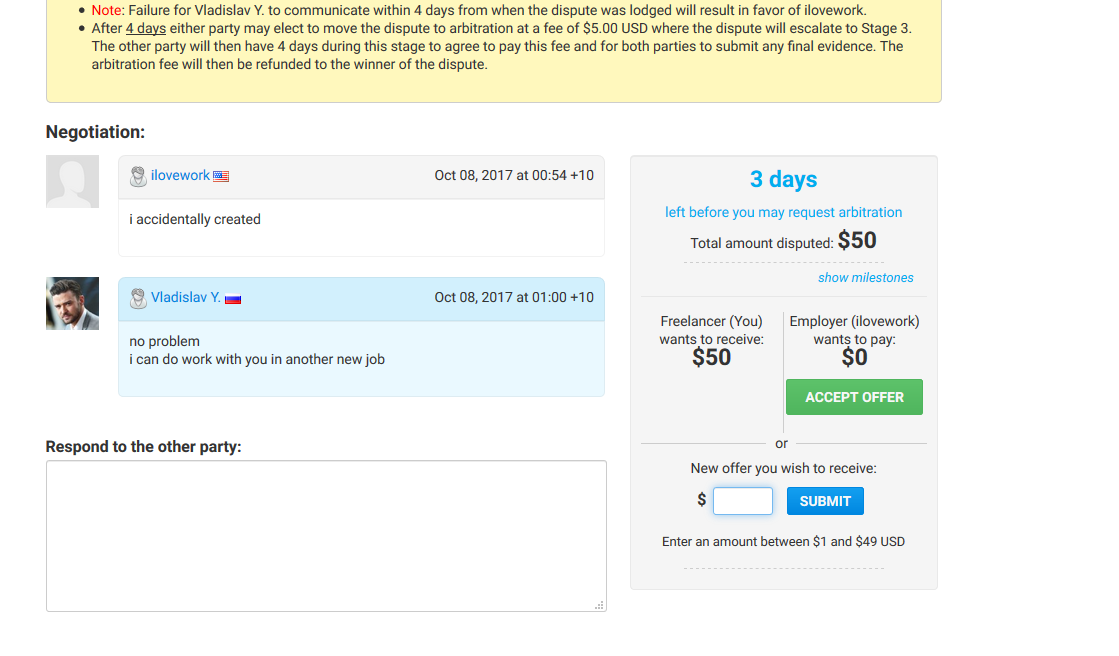 Note: Failure for Vladislav Y. to communicate within 4 days from when the dispute was lodged will result in favor of ilovework.
After 4 days either party may elect to move the dispute to arbitration at a fee of $5.00 USD where the dispute will escalate to Stage 3.
The other party will then have 4 days during this stage to agree to pay this fee and for both parties to submit any final evidence. The
arbitration fee will then be refunded to the winner of the dispute.
Negotiation:
ilovework
Oct 08, 2017 at 00:54 +10
i accidentally created
Vladislav Y.
Oct 08, 2017 at 01:00 +10
no problem
i can do work with you in another new job
Respond to the other party:
3 days
left before you may request arbitration
Total amount disputed: $50
show milestones
Freelancer (You)
wants to receive:
$50
Employer (ilovework)
wants to pay:
$0
ACCEPT OFFER
or
New offer you wish to receive:
$
SUBMIT
Enter an amount between $1 and $49 USD